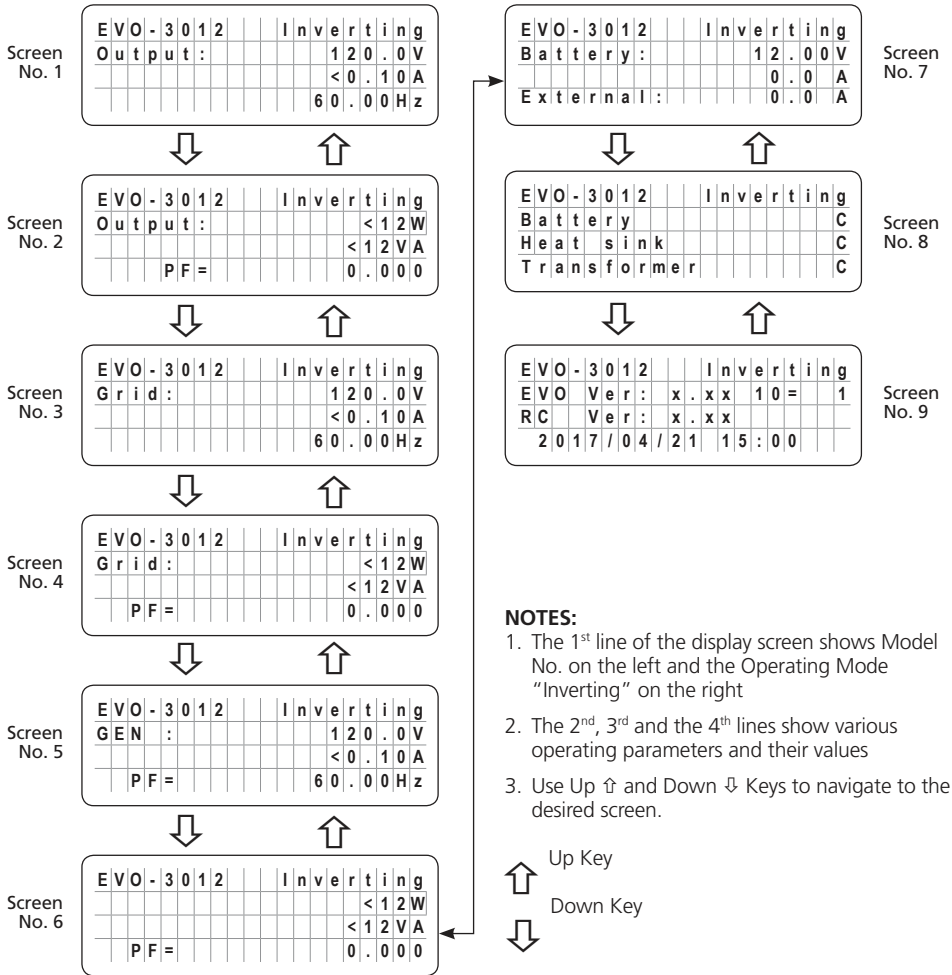 Screen No. 1
EVO-3012 Inverting
Output: 120.0V
<0.10A
60.00Hz
Screen No. 2
EVO-3012 Inverting
Output: <12W
<12VA
PF= 0.000
Screen No. 3
EVO-3012 Inverting
Grid: 120.0V
<0.10A
60.00Hz
Screen No. 4
EVO-3012 Inverting
Grid: <12W
<12VA
PF= 0.000
Screen No. 5
EVO-3012 Inverting
GEN : 120.0V
<0.10A
PF= 60.00Hz
Screen No. 6
EVO-3012 Inverting
<12W
<12VA
PF= 0.000
EVO-3012 Inverting
Battery: 12.00V
0.0 A
External: 0.0 A
Screen No. 7
EVO-3012 Inverting
Battery C
Heat sink C
Transformer C
Screen No. 8
EVO-3012 Inverting
EVO Ver: x.xx 10= 1
RC Ver: x.xx
2017/04/21 15:00
Screen No. 9
NOTES:
1. The 1st line of the display screen shows Model
No. on the left and the Operating Mode
“Inverting” on the right
2. The 2nd, 3rd and the 4th lines show various
operating parameters and their values
3. Use Up ⇧ and Down ⇩ Keys to navigate to the
desired screen.
Up Key
Down Key